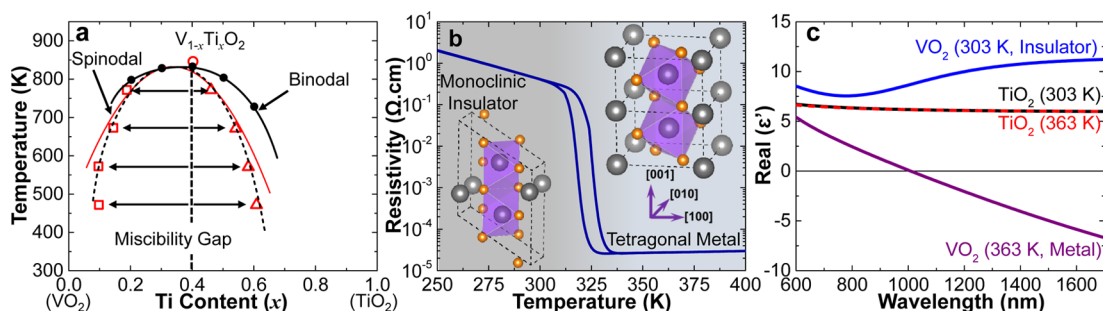 a
V1-xTixO2
Spinodal
Binodal
Miscibility Gap
Temperature (K)
900
800
700
600
500
400
300
0.0
0.2
0.4
0.6
0.8
1.0
(VO2)
Ti Content (x)
(TiO2)
b
Monoclinic
Insulator
[001]
[010]
[100]
Tetragonal Metal
Resistivity (Ω.cm)
10^1
10^0
10^-1
10^-2
10^-3
10^-4
10^-5
250
275
300
325
350
375
400
Temperature (K)
c
VO2 (303 K, Insulator)
TiO2 (303 K)
TiO2 (363 K)
VO2 (363 K, Metal)
Real (ε')
15
10
5
0
-5
-10
600
800
1000
1200
1400
1600
Wavelength (nm)